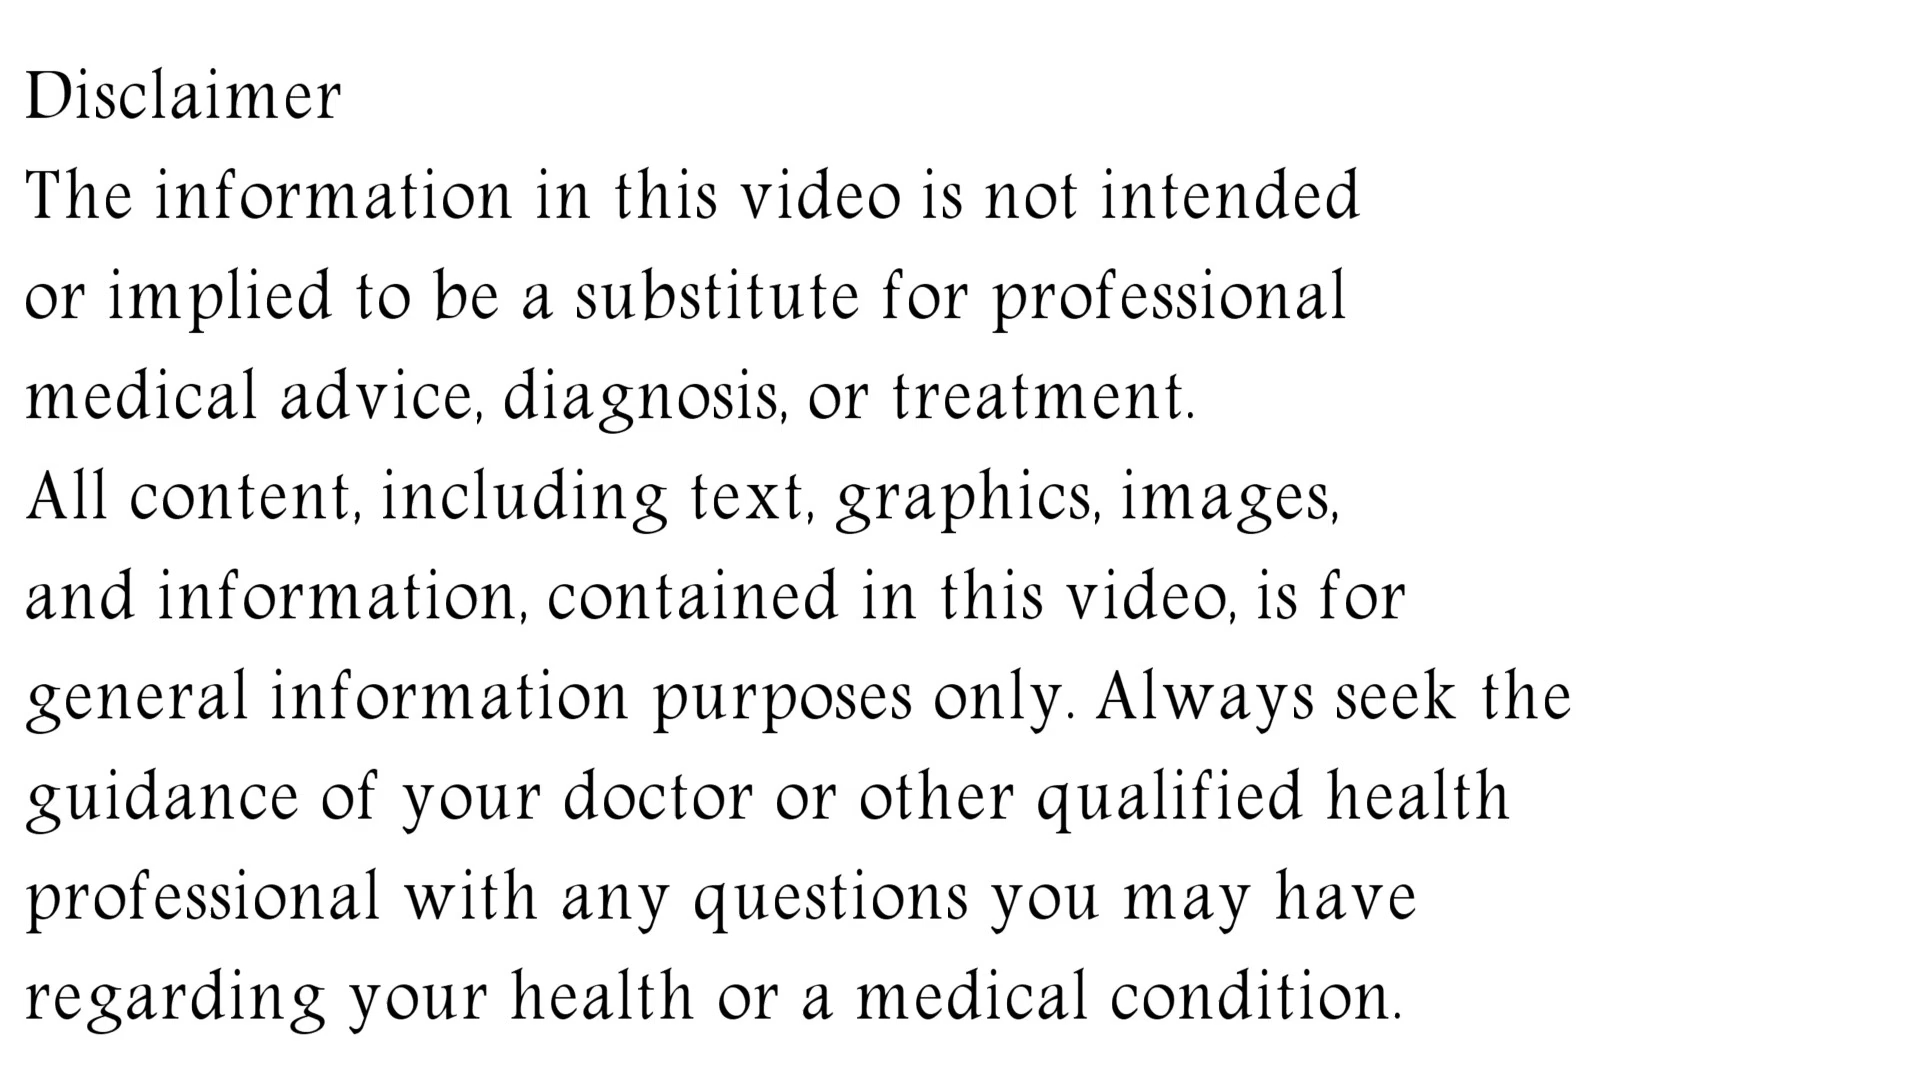 Disclaimer
The information in this video is not intended
or implied to be a substitute for professional
medical advice, diagnosis, or treatment.
All content, including text, graphics, images,
and information, contained in this video, is for
general information purposes only. Always seek the
guidance of your doctor or other qualified health
professional with any questions you may have
regarding your health or a medical condition.